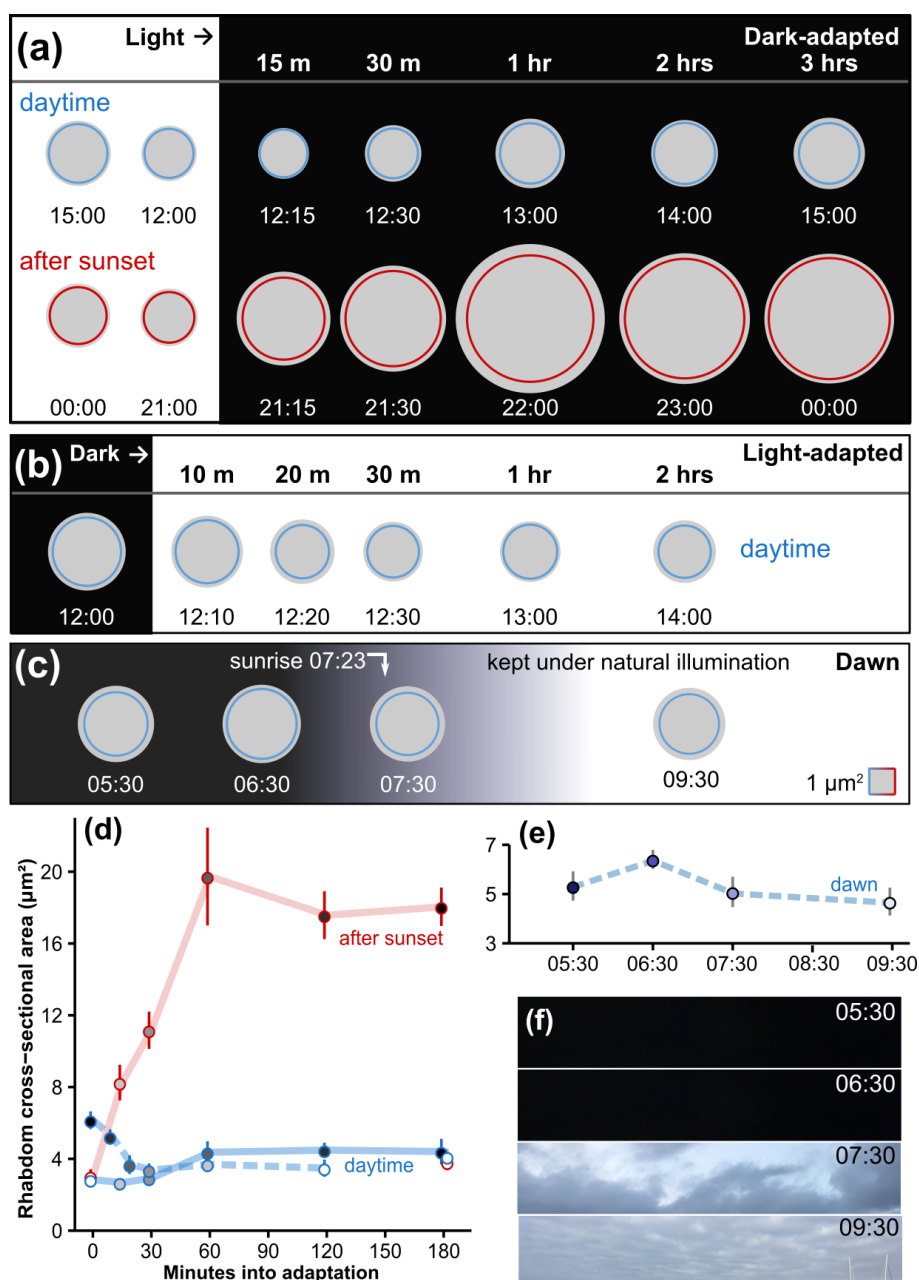 (a) Light → Dark-adapted
15 m 30 m 1 hr 2 hrs 3 hrs
daytime
15:00 12:00 12:15 12:30 13:00 14:00 15:00
after sunset
00:00 21:00 21:15 21:30 22:00 23:00 00:00
(b) Dark → Light-adapted
10 m 20 m 30 m 1 hr 2 hrs
daytime
12:00 12:10 12:20 12:30 13:00 14:00
(c) sunrise 07:23 kept under natural illumination Dawn
05:30 06:30 07:30 09:30
1 µm²
(d)
Rhabdom cross−sectional area (µm²)
20
16
12
8
4
0
after sunset
daytime
0 30 60 90 120 150 180
Minutes into adaptation
(e)
7
5
3
dawn
05:30 06:30 07:30 08:30 09:30
(f) 05:30
06:30
07:30
09:30